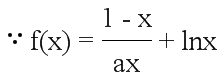 ∵ f(x) = (1 - x)/(ax) + lnx